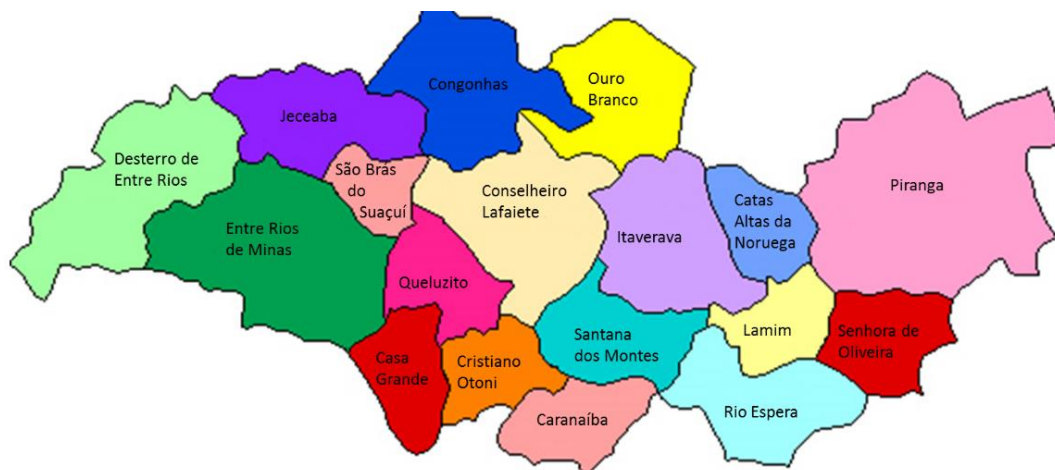 Congonhas
Ouro
Branco
Jeceaba
Desterro de
Entre Rios
São Brás
do
Suaçuí
Conselheiro
Lafaiete
Catas
Altas da
Noruega
Piranga
Entre Rios
de Minas
Itaverava
Queluzito
Santana
dos Montes
Lamim
Senhora de
Oliveira
Casa
Grande
Cristiano
Otoni
Caranaíba
Rio Espera